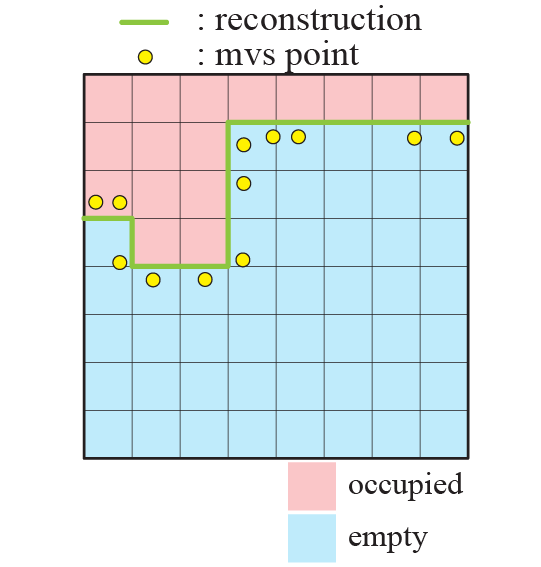 : reconstruction
: mvs point
occupied
empty